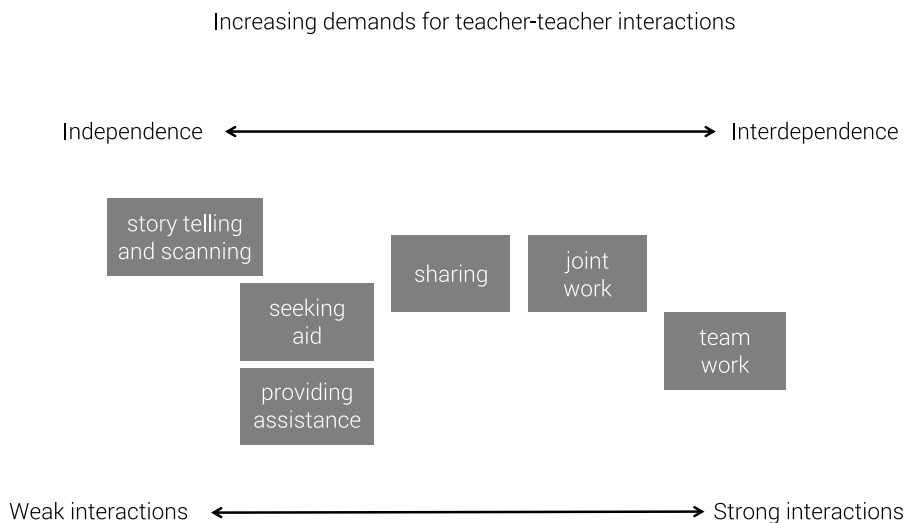 Increasing demands for teacher-teacher interactions
Independence
Interdependence
story telling
and scanning
seeking
aid
providing
assistance
sharing
joint
work
team
work
Weak interactions
Strong interactions